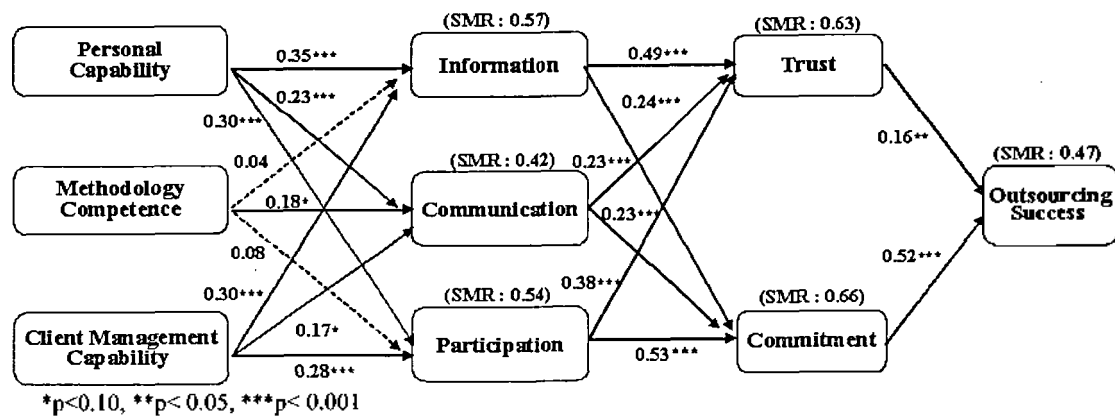 (SMR : 0.57)
(SMR : 0.63)
Personal
Capability
0.35***
Information
0.49***
Trust
0.23***
0.24***
0.30***
0.16**
0.04
(SMR : 0.42)
0.23***
(SMR : 0.47)
Methodology
Competence
0.18*
Communication
0.23***
Outsourcing
Success
0.08
0.30***
(SMR : 0.54)
0.38***
(SMR : 0.66)
0.52***
Client Management
Capability
0.17*
Participation
Commitment
0.28***
0.53***
*p<0.10, **p< 0.05, ***p< 0.001